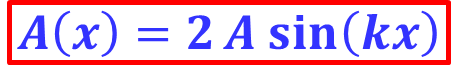 A(x) = 2 A sin(kx)